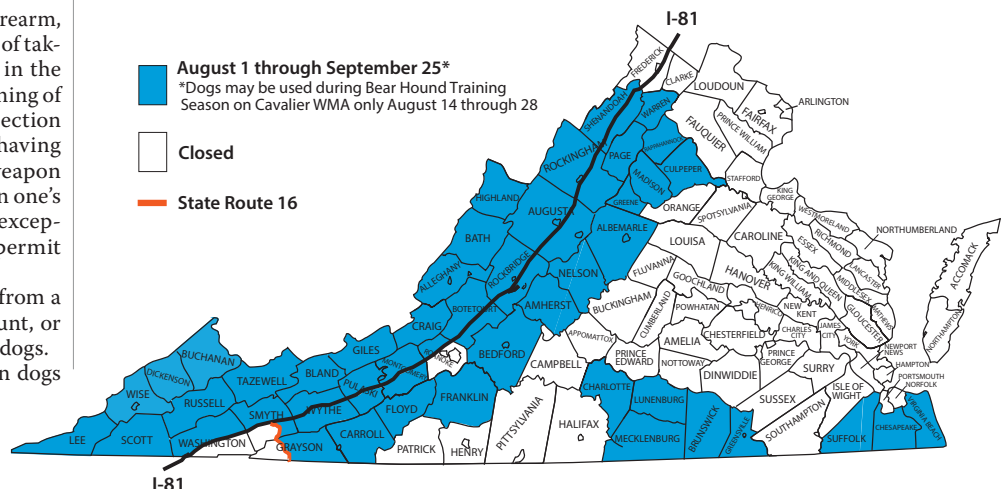 rearm,
of tak-
in the
ning of
ection
having
eapon
n one's
excep-
permit
from a
unt, or
dogs.
n dogs
August 1 through September 25*
*Dogs may be used during Bear Hound Training
Season on Cavalier WMA only August 14 through 28
Closed
State Route 16
I-81
FREDERICK
CLARKE
LOUDOUN
ARLINGTON
SHENANDOAH
WARREN
FAUQUIER
FAIRFAX
PRINCE WILLIAM
ROCKINGHAM
PAGE
RAPPAHANNOCK
CULPEPER
MADISON
STAFFORD
KING
GEORGE
HIGHLAND
AUGUSTA
GREENE
ORANGE
SPOTSYLVANIA
WESTMORELAND
BATH
ALBEMARLE
LOUISA
CAROLINE
ESSEX
RICHMOND
NORTHUMBERLAND
ACCOMACK
ALLEGHANY
ROCKBRIDGE
NELSON
FLUVANNA
GOOCHLAND
HANOVER
KING WILLIAM
KING AND QUEEN
LANCASTER
MIDDLESEX
BOTETOURT
AMHERST
BUCKINGHAM
CUMBERLAND
POWHATAN
HENRICO
NEW
KENT
GLOUCESTER
MATHEWS
NORTHAMPTON
CRAIG
APPOMATTOX
AMELIA
CHESTERFIELD
CHARLES
CITY
JAMES
CITY
YORK
GILES
ROANOKE
BEDFORD
CAMPBELL
PRINCE
EDWARD
NOTTOWAY
PRINCE
GEORGE
SURRY
NEWPORT
NEWS
HAMPTON
PORTSMOUTH
NORFOLK
BUCHANAN
DICKENSON
TAZEWELL
BLAND
PULASKI
MONTGOMERY
FRANKLIN
CHARLOTTE
LUNENBURG
DINWIDDIE
SUSSEX
ISLE OF
WIGHT
WISE
RUSSELL
SMYTH
WYTHE
FLOYD
PITTSYLVANIA
HALIFAX
MECKLENBURG
BRUNSWICK
GREENSVILLE
SOUTHAMPTON
SUFFOLK
CHESAPEAKE
VIRGINIA BEACH
LEE
SCOTT
WASHINGTON
GRAYSON
CARROLL
PATRICK
HENRY
I-81